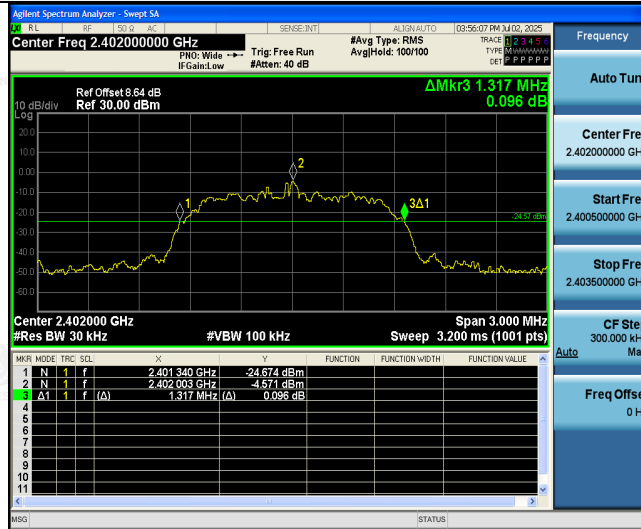 Agilent Spectrum Analyzer - Swept SA
LXI RL RF 50 Ω AC SENSE:INT ALIGN AUTO 03:56:07 PM Jul 02, 2025
Center Freq 2.402000000 GHz
PNO: Wide
IFGain:Low
Trig: Free Run
#Atten: 40 dB
#Avg Type: RMS
Avg|Hold: 100/100
TRACE 1 2 3 4 5 6
TYPE M
DET P P P P P P
Ref Offset 8.64 dB
10 dB/div Ref 30.00 dBm
Log
ΔMkr3 1.317 MHz
0.096 dB
20.0
10.0
0.00
-10.0
-20.0
-30.0
-40.0
-50.0
-60.0
1
2
3Δ1
-24.57 dBm
Center 2.402000 GHz Span 3.000 MHz
#Res BW 30 kHz #VBW 100 kHz Sweep 3.200 ms (1001 pts)
MKR MODE TRC SCL X Y FUNCTION FUNCTION WIDTH FUNCTION VALUE
1 N 1 f 2.401 340 GHz -24.674 dBm
2 N 1 f 2.402 003 GHz -4.571 dBm
3 Δ1 1 f (Δ) 1.317 MHz (Δ) 0.096 dB
4
5
6
7
8
9
10
11
MSG STATUS
Frequency
Auto Tun
Center Fre
2.402000000 GH
Start Fre
2.400500000 GH
Stop Fre
2.403500000 GH
CF Ste
300.000 kH
Auto Ma
Freq Offse
0 H